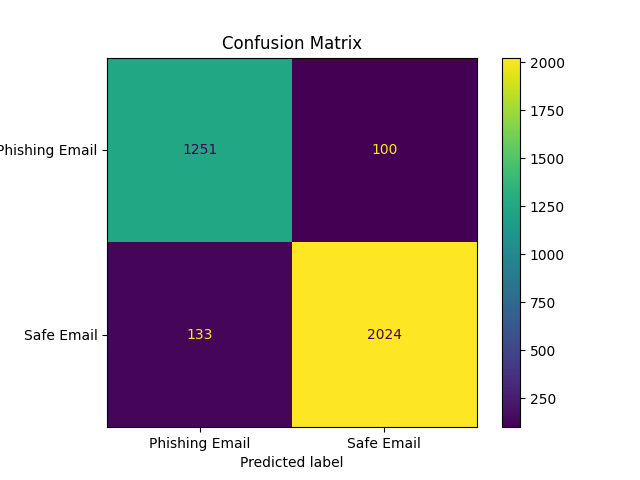 Confusion Matrix
Phishing Email
1251
100
Safe Email
133
2024
Phishing Email
Safe Email
Predicted label
2000
1750
1500
1250
1000
750
500
250